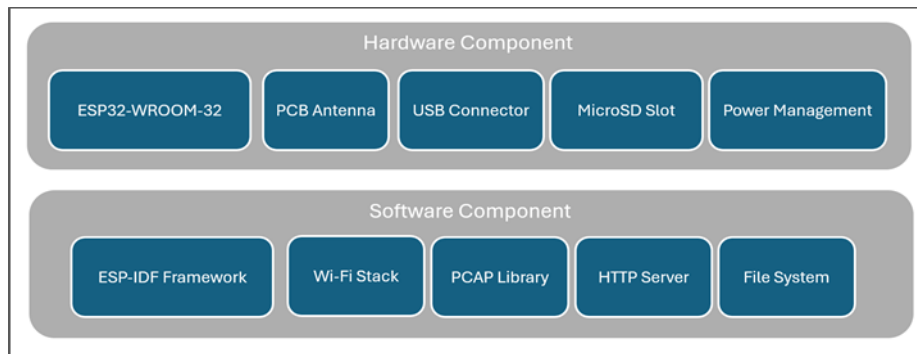 Hardware Component
ESP32-WROOM-32
PCB Antenna
USB Connector
MicroSD Slot
Power Management
Software Component
ESP-IDF Framework
Wi-Fi Stack
PCAP Library
HTTP Server
File System